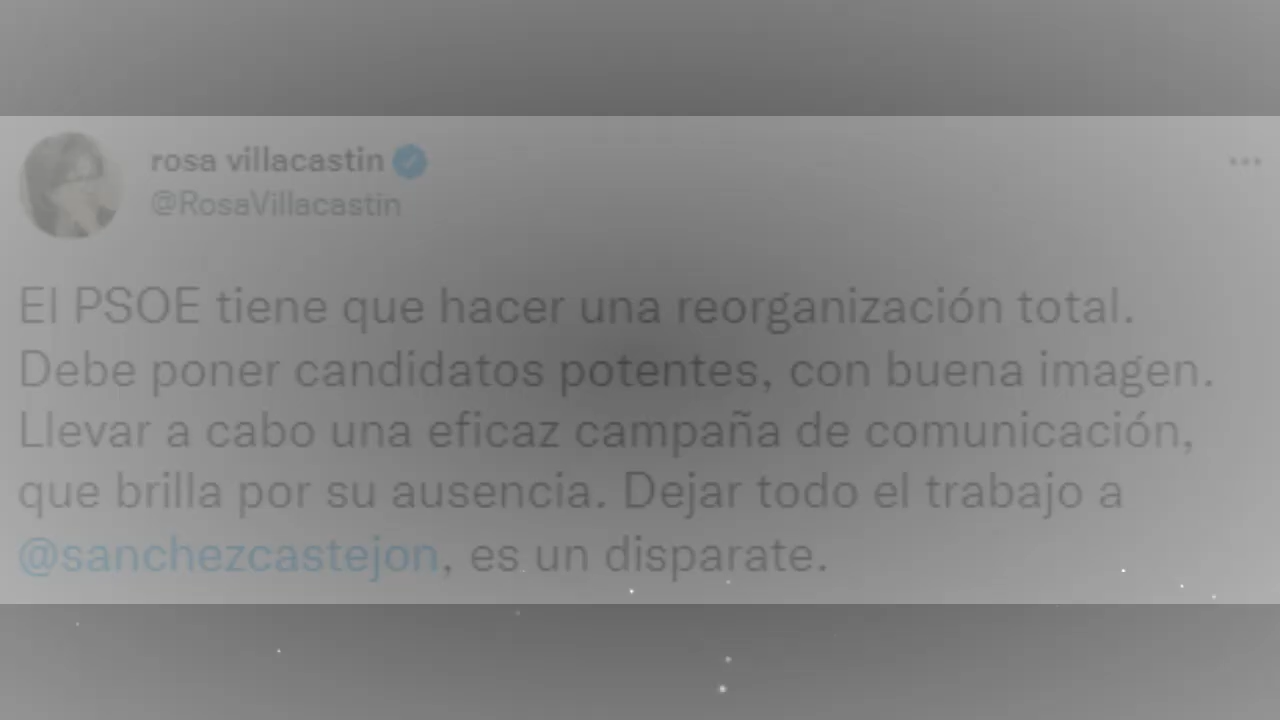 rosa villacastin
@RosaVillacastin
El PSOE tiene que hacer una reorganización total.
Debe poner candidatos potentes, con buena imagen.
Llevar a cabo una eficaz campaña de comunicación,
que brilla por su ausencia. Dejar todo el trabajo a
@sanchezcastejon, es un disparate.